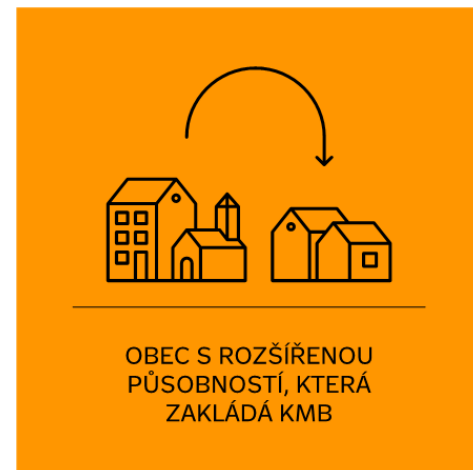 OBEC S ROZŠÍŘENOU
PŮSOBNOSTÍ, KTERÁ
ZAKLÁDÁ KMB